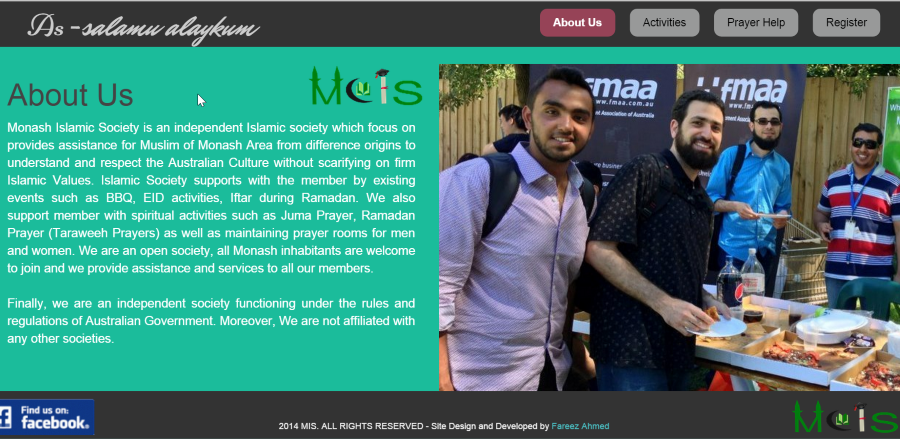 As -salamu alaykum
About Us
Activities
Prayer Help
Register
About Us
MCIS
Monash Islamic Society is an independent Islamic society which focus on
provides assistance for Muslim of Monash Area from difference origins to
understand and respect the Australian Culture without scarifying on firm
Islamic Values. Islamic Society supports with the member by existing
events such as BBQ, EID activities, Iftar during Ramadan. We also
support member with spiritual activities such as Juma Prayer, Ramadan
Prayer (Taraweeh Prayers) as well as maintaining prayer rooms for men
and women. We are an open society, all Monash inhabitants are welcome
to join and we provide assistance and services to all our members.
Finally, we are an independent society functioning under the rules and
regulations of Australian Government. Moreover, We are not affiliated with
any other societies.
fmaa
www.fmaa.com.au
Association of Australia
fmaa
www.fmaa
Find us on:
facebook.
2014 MIS. ALL RIGHTS RESERVED - Site Design and Developed by Fareez Ahmed
MCIS